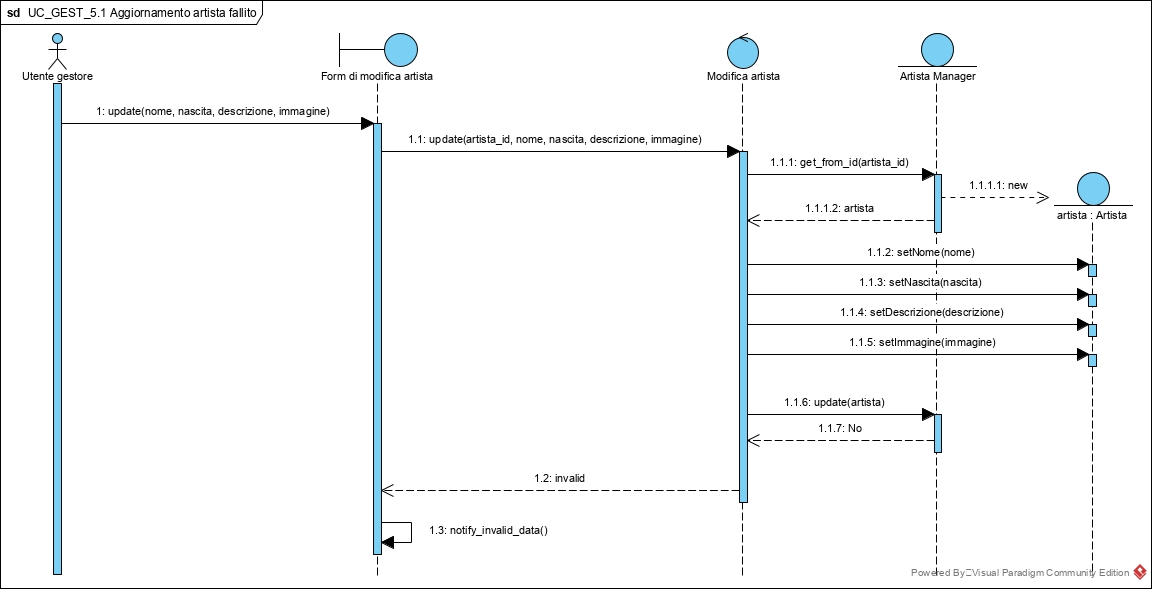 sd UC_GEST_5.1 Aggiornamento artista fallito
Utente gestore
Form di modifica artista
Modifica artista
Artista Manager
1: update(nome, nascita, descrizione, immagine)
1.1: update(artista_id, nome, nascita, descrizione, immagine)
1.1.1: get_from_id(artista_id)
1.1.1.1: new
1.1.1.2: artista
artista : Artista
1.1.2: setNome(nome)
1.1.3: setNascita(nascita)
1.1.4: setDescrizione(descrizione)
1.1.5: setImmagine(immagine)
1.1.6: update(artista)
1.1.7: No
1.2: invalid
1.3: notify_invalid_data()
Powered By Visual Paradigm Community Edition